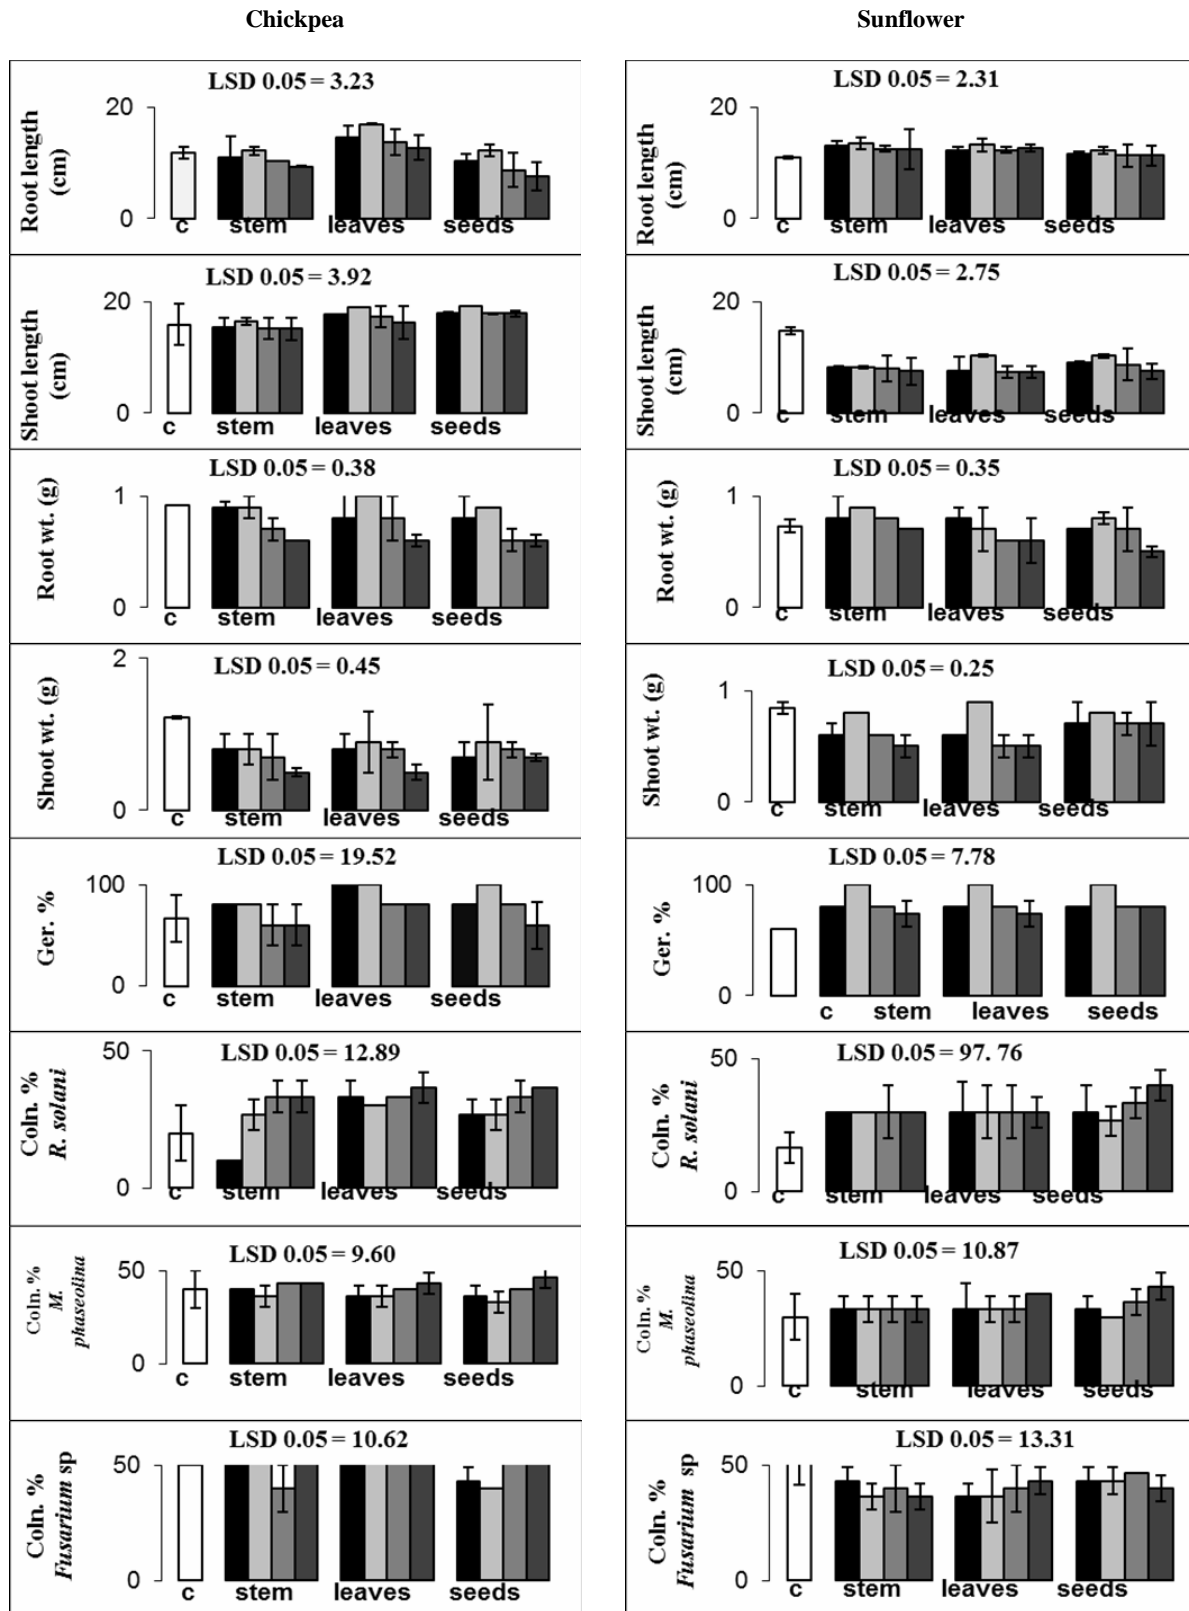 Chickpea
Sunflower
LSD 0.05 = 3.23
Root length
(cm)
20
0
c stem leaves seeds
LSD 0.05 = 3.92
Shoot length
(cm)
20
0
c stem leaves seeds
LSD 0.05 = 0.38
Root wt. (g)
1
0
c stem leaves seeds
LSD 0.05 = 0.45
Shoot wt. (g)
2
0
c stem leaves seeds
LSD 0.05 = 19.52
Ger. %
100
0
c stem leaves seeds
LSD 0.05 = 12.89
Coln. %
R. solani
50
0
c stem leaves seeds
LSD 0.05 = 9.60
Coln. %
M.
phaseolina
50
0
c stem leaves seeds
LSD 0.05 = 10.62
Coln. %
Fusarium sp
50
0
c stem leaves seeds
LSD 0.05 = 2.31
Root length
(cm)
20
0
c stem leaves seeds
LSD 0.05 = 2.75
Shoot length
(cm)
20
0
c stem leaves seeds
LSD 0.05 = 0.35
Root wt. (g)
1
0
c stem leaves seeds
LSD 0.05 = 0.25
Shoot wt. (g)
1
0
c stem leaves seeds
LSD 0.05 = 7.78
Ger. %
100
0
c stem leaves seeds
LSD 0.05 = 97. 76
Coln. %
R. solani
50
0
c stem leaves seeds
LSD 0.05 = 10.87
Coln. %
M.
phaseolina
50
0
c stem leaves seeds
LSD 0.05 = 13.31
Coln. %
Fusarium sp
50
0
c stem leaves seeds